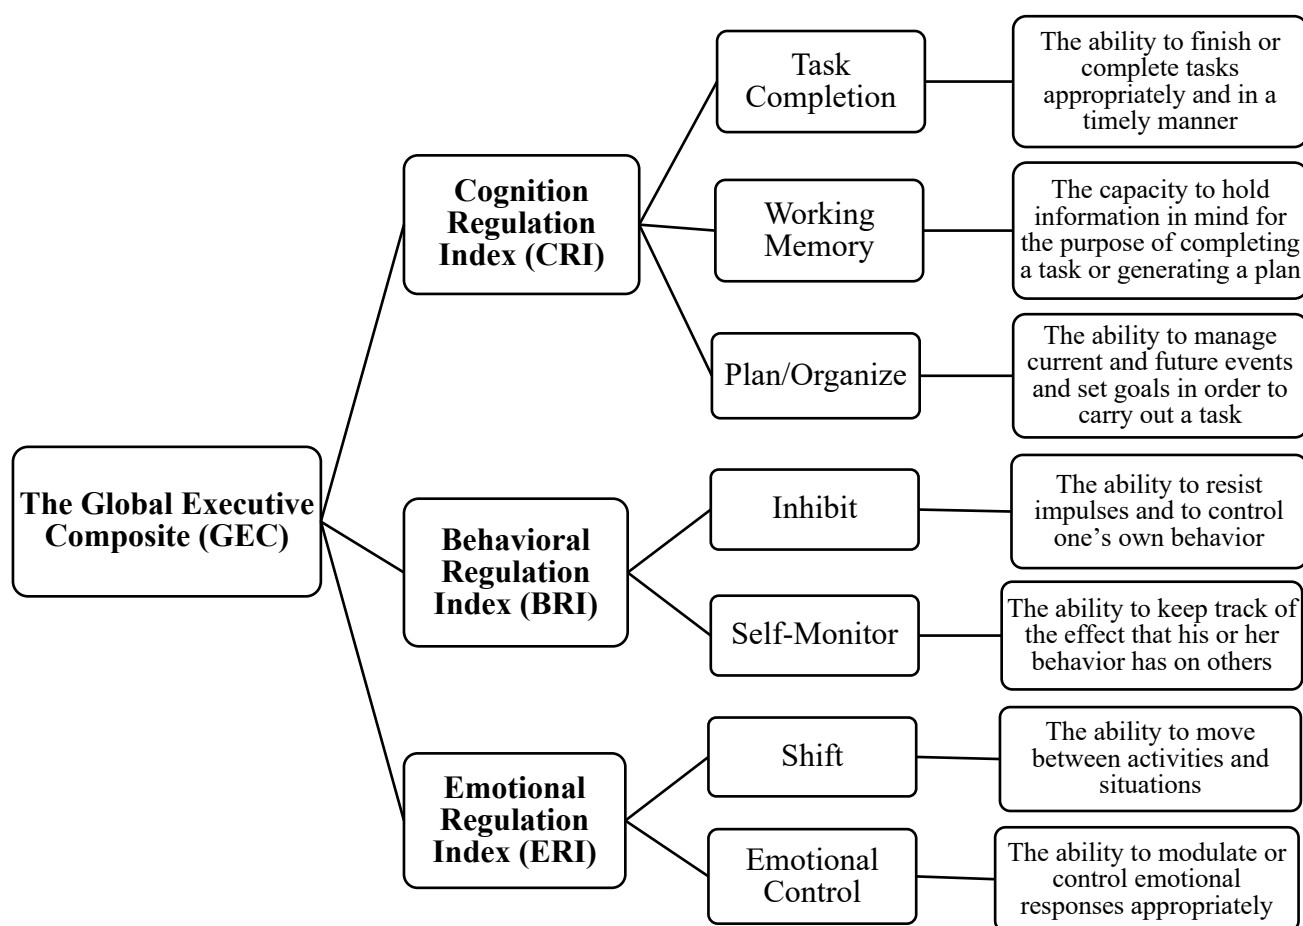 The Global Executive
Composite (GEC)
Cognition
Regulation
Index (CRI)
Task
Completion
The ability to finish or
complete tasks
appropriately and in a
timely manner
Working
Memory
The capacity to hold
information in mind for
the purpose of completing
a task or generating a plan
Plan/Organize
The ability to manage
current and future events
and set goals in order to
carry out a task
Behavioral
Regulation
Index (BRI)
Inhibit
The ability to resist
impulses and to control
one’s own behavior
Self-Monitor
The ability to keep track of
the effect that his or her
behavior has on others
Emotional
Regulation
Index (ERI)
Shift
The ability to move
between activities and
situations
Emotional
Control
The ability to modulate or
control emotional
responses appropriately